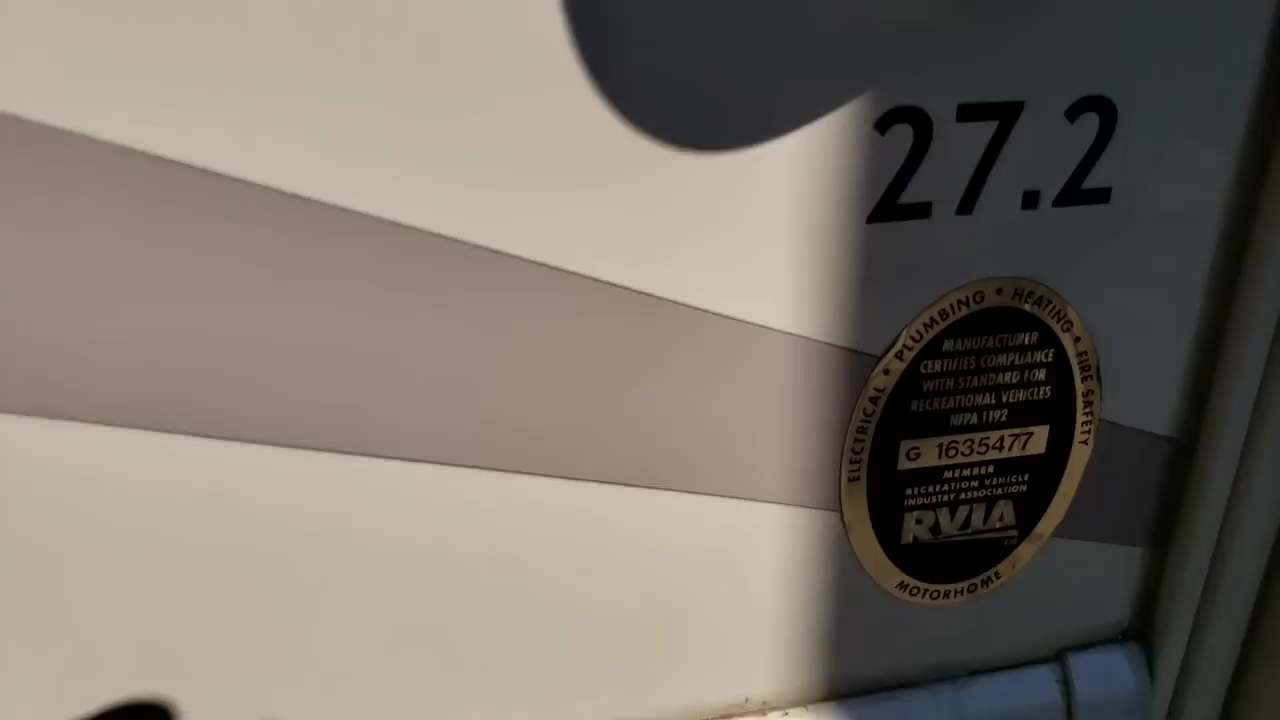 27.2
ELECTRICAL • PLUMBING • HEATING • FIRE SAFETY
MANUFACTURER
CERTIFIES COMPLIANCE
WITH STANDARD FOR
RECREATIONAL VEHICLES
NFPA 1192
G 1635477
MEMBER
RECREATION VEHICLE
INDUSTRY ASSOCIATION
RVIA
TM
MOTORHOME